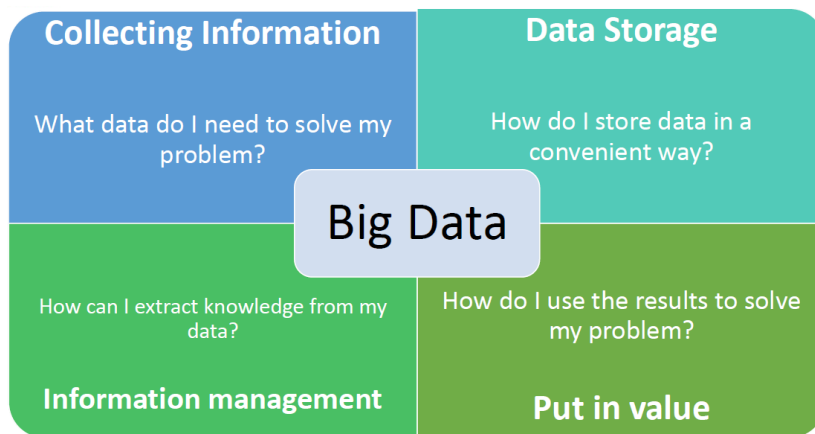 Collecting Information
What data do I need to solve my
problem?
Data Storage
How do I store data in a
convenient way?
Big Data
How can I extract knowledge from my
data?
Information management
How do I use the results to solve
my problem?
Put in value